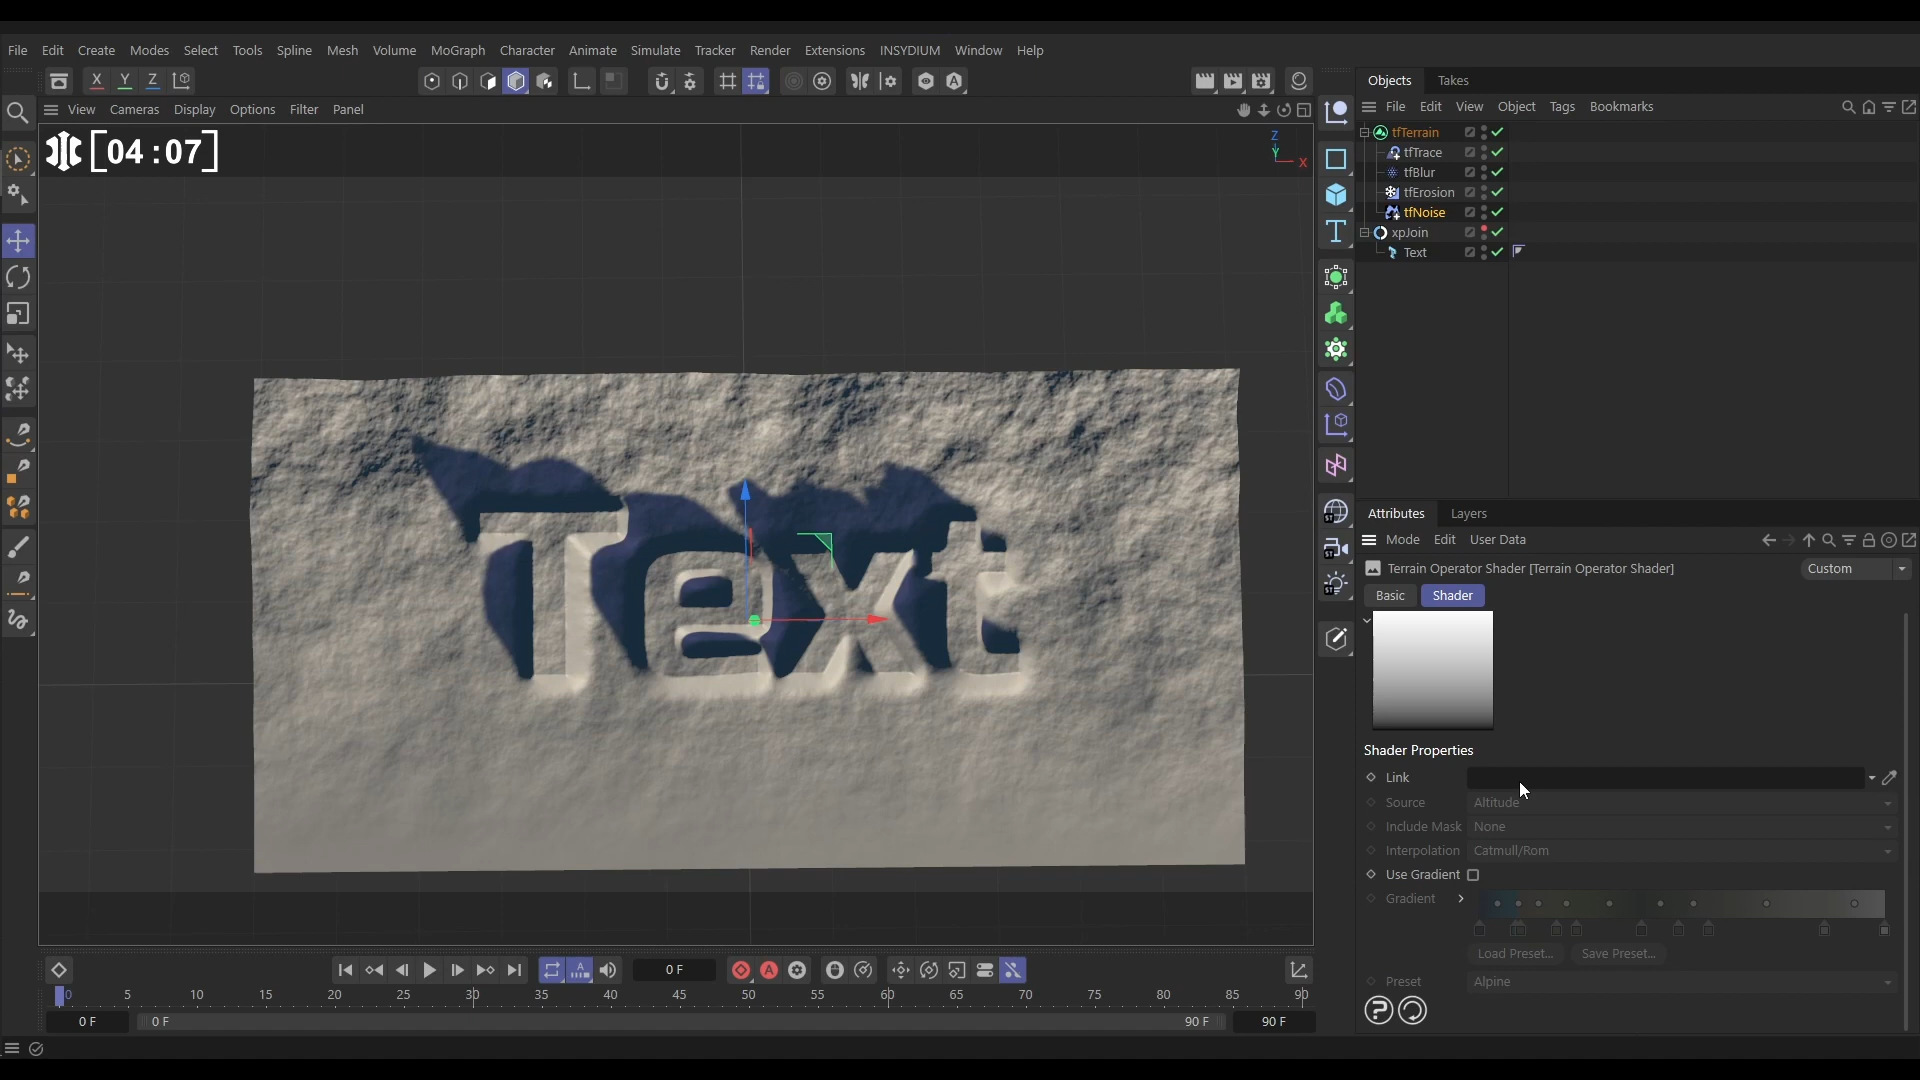 File Edit Create Modes Select Tools Spline Mesh Volume MoGraph Character Animate Simulate Tracker Render Extensions INSYDIUM Window Help
X Y Z
View Cameras Display Options Filter Panel
[04:07]
Z
Y
X
Text
0 F
0 5 10 15 20 25 30 35 40 45 50 55 60 65 70 75 80 85 90
0 F 0 F 90 F 90 F
Objects Takes
File Edit View Object Tags Bookmarks
tfTerrain
tfTrace
tfBlur
tfErosion
tfNoise
xpJoin
Text
Attributes Layers
Mode Edit User Data
Terrain Operator Shader [Terrain Operator Shader] Custom
Basic Shader
Shader Properties
Link
Source Altitude
Include Mask None
Interpolation Catmull/Rom
Use Gradient
Gradient
Load Preset... Save Preset...
Preset Alpine